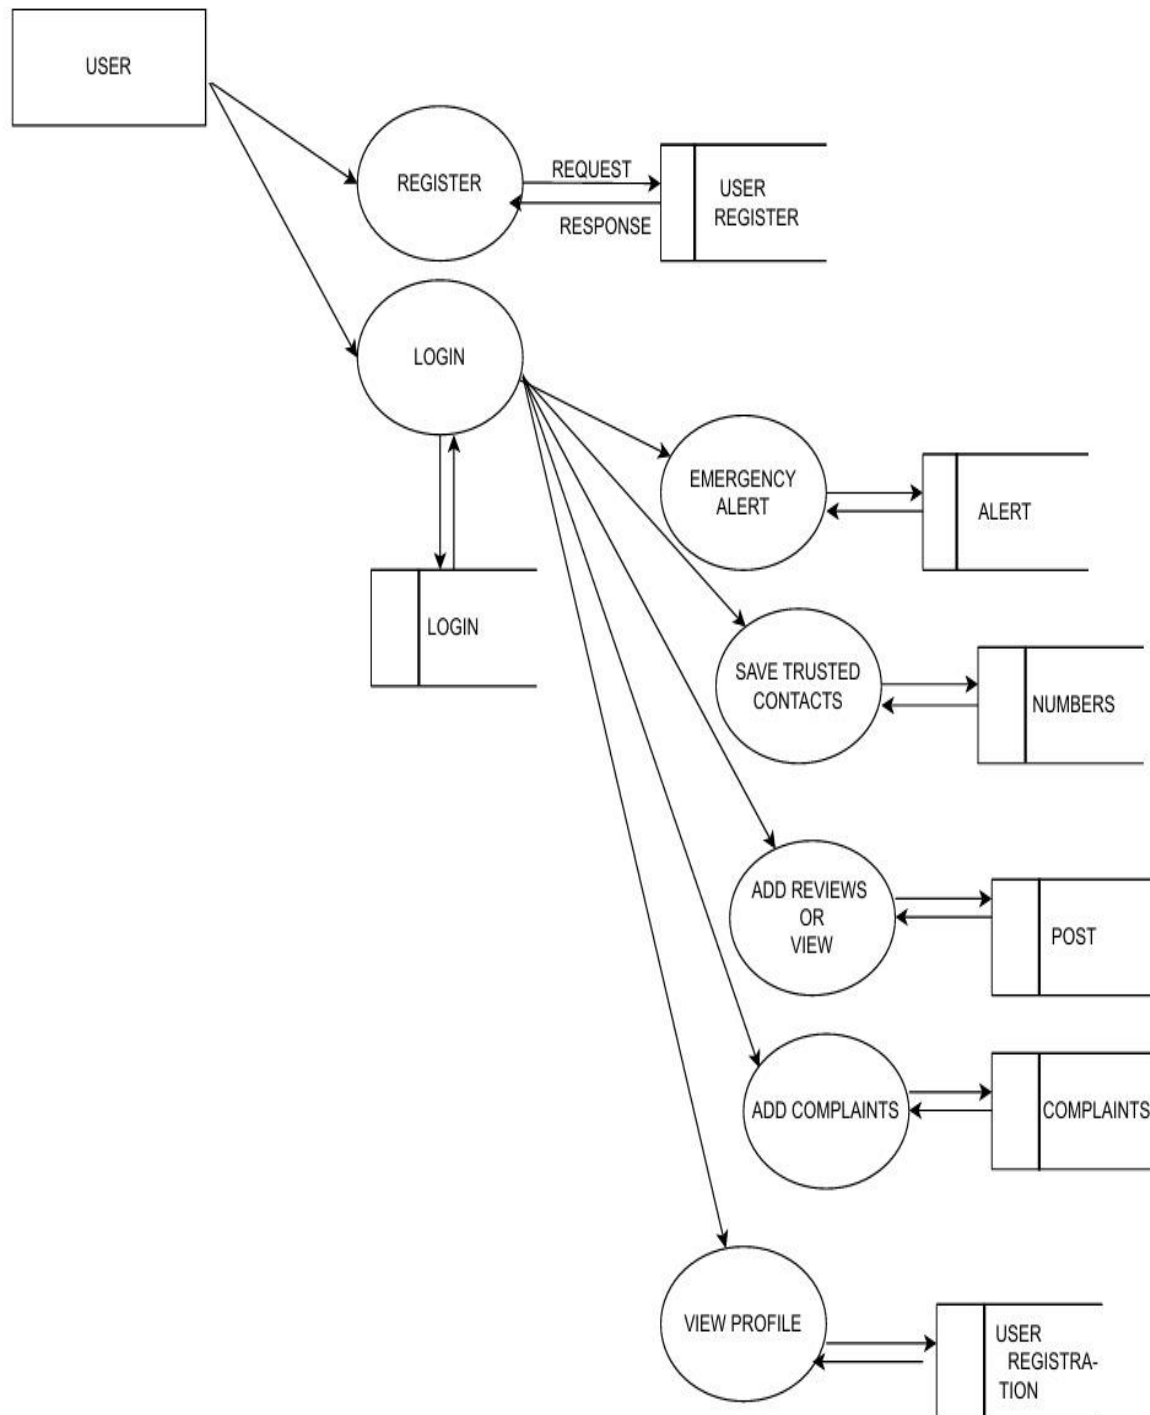 USER
REGISTER
REQUEST
RESPONSE
USER
REGISTER
LOGIN
LOGIN
EMERGENCY
ALERT
ALERT
SAVE TRUSTED
CONTACTS
NUMBERS
ADD REVIEWS
OR
VIEW
POST
ADD COMPLAINTS
COMPLAINTS
VIEW PROFILE
USER
REGISTRA-
TION